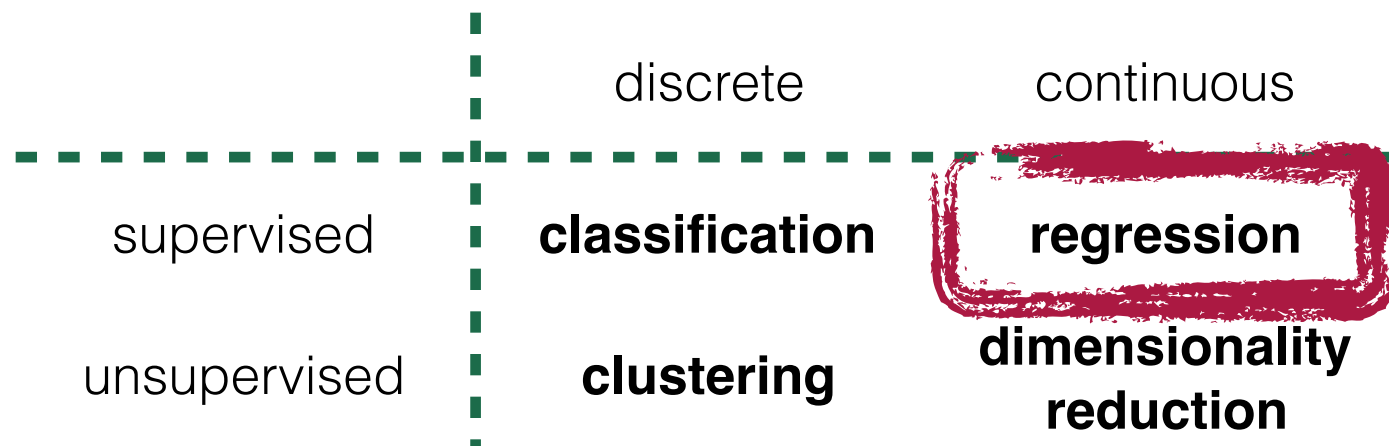 discrete continuous
supervised classification regression
unsupervised clustering dimensionality
reduction